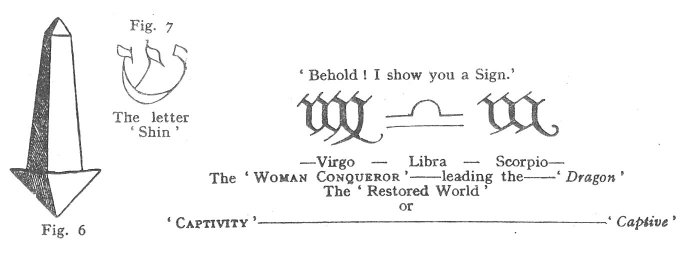 Fig. 7
The letter
‘Shin’
Fig. 6
‘Behold! I show you a Sign.’
♍ ♎ ♏
—Virgo — Libra — Scorpio—
The ‘WOMAN CONQUEROR’——leading the——‘Dragon’
The ‘Restored World’
or
‘CAPTIVITY’————————————————‘Captive’